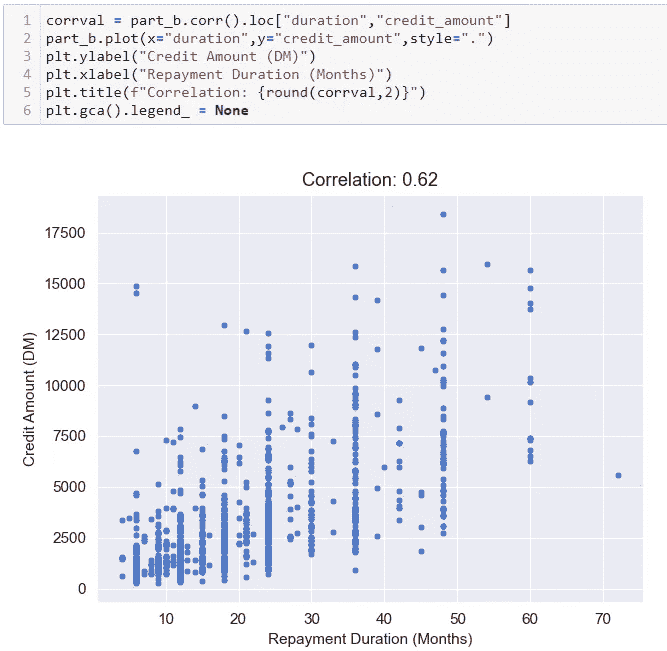 1 corrval = part_b.corr().loc["duration","credit_amount"]
2 part_b.plot(x="duration",y="credit_amount",style=".")
3 plt.ylabel("Credit Amount (DM)")
4 plt.xlabel("Repayment Duration (Months)")
5 plt.title(f"Correlation: {round(corrval,2)}")
6 plt.gca().legend_ = None
Correlation: 0.62
17500
15000
12500
10000
7500
5000
2500
0
Credit Amount (DM)
10 20 30 40 50 60 70
Repayment Duration (Months)